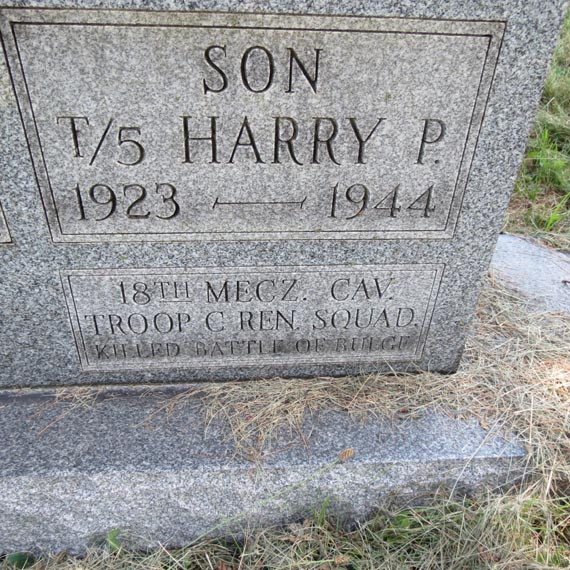 SON
T/5 HARRY P.
1923 — 1944
18TH MECZ. CAV.
TROOP C REN. SQUAD.
KILLED BATTLE OF BULGE